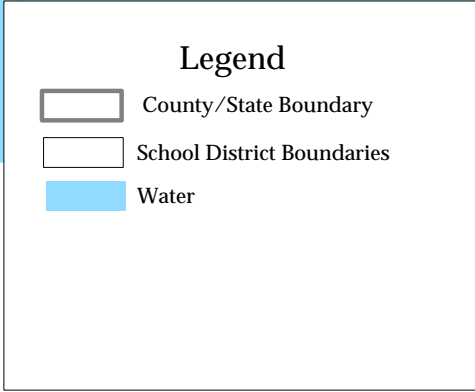 Legend
County/State Boundary
School District Boundaries
Water